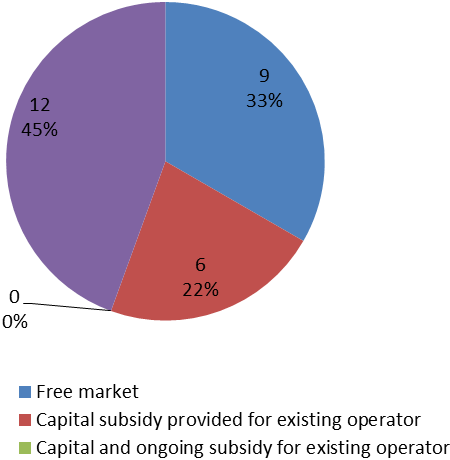 9
33%
12
45%
6
22%
0
0%
Free market
Capital subsidy provided for existing operator
Capital and ongoing subsidy for existing operator